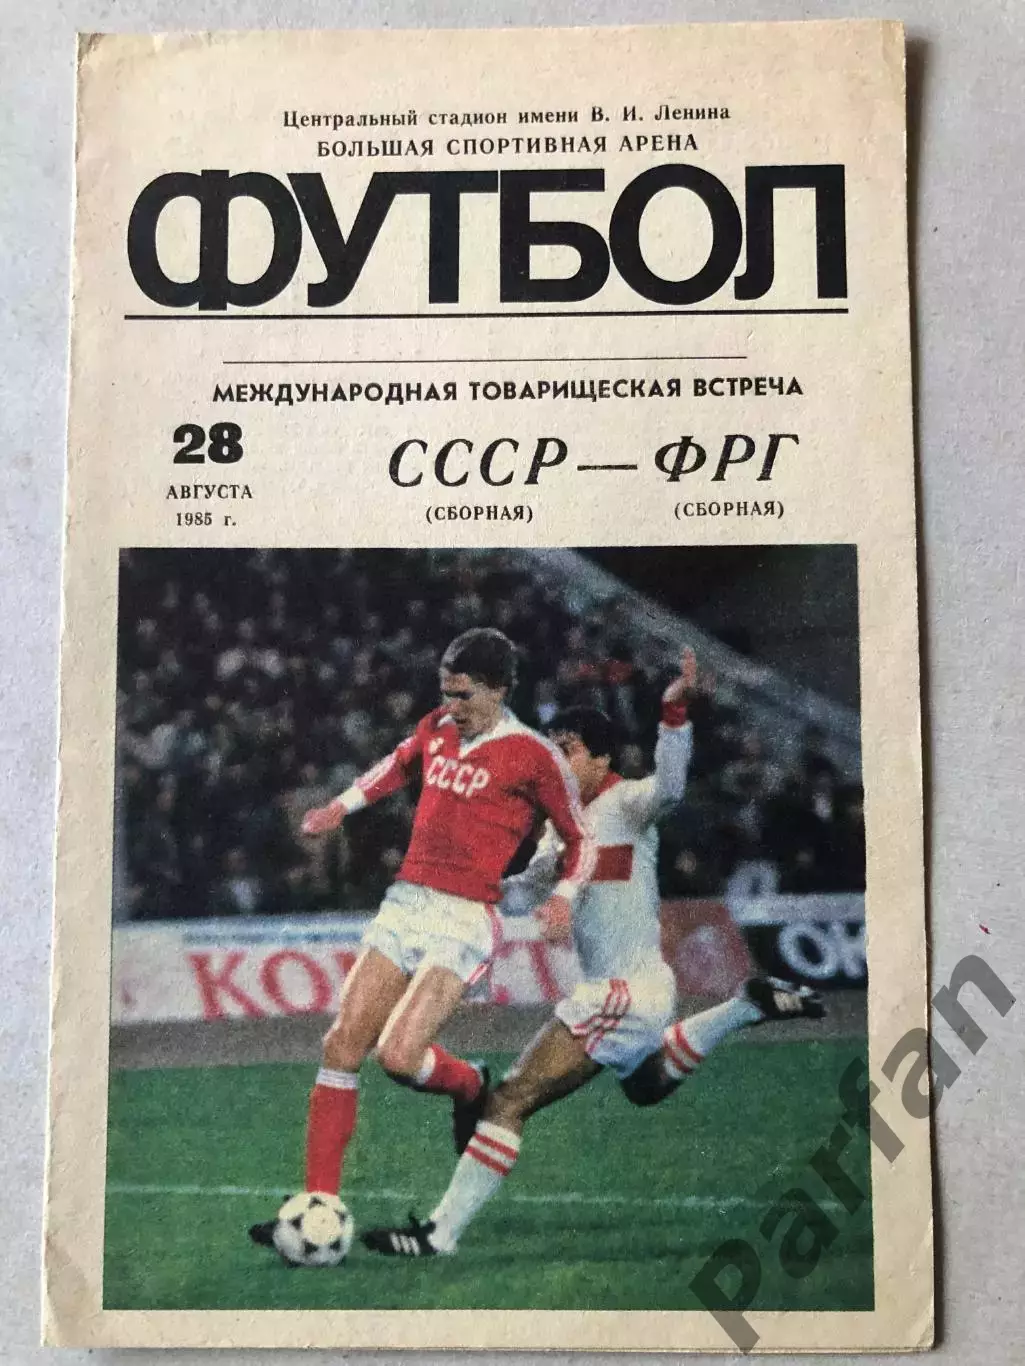 Центральный стадион имени В. И. Ленина
БОЛЬШАЯ СПОРТИВНАЯ АРЕНА
ФУТБОЛ
МЕЖДУНАРОДНАЯ ТОВАРИЩЕСКАЯ ВСТРЕЧА
28
АВГУСТА
1985 г.
СССР — ФРГ
(СБОРНАЯ) (СБОРНАЯ)
СССР
Parfan